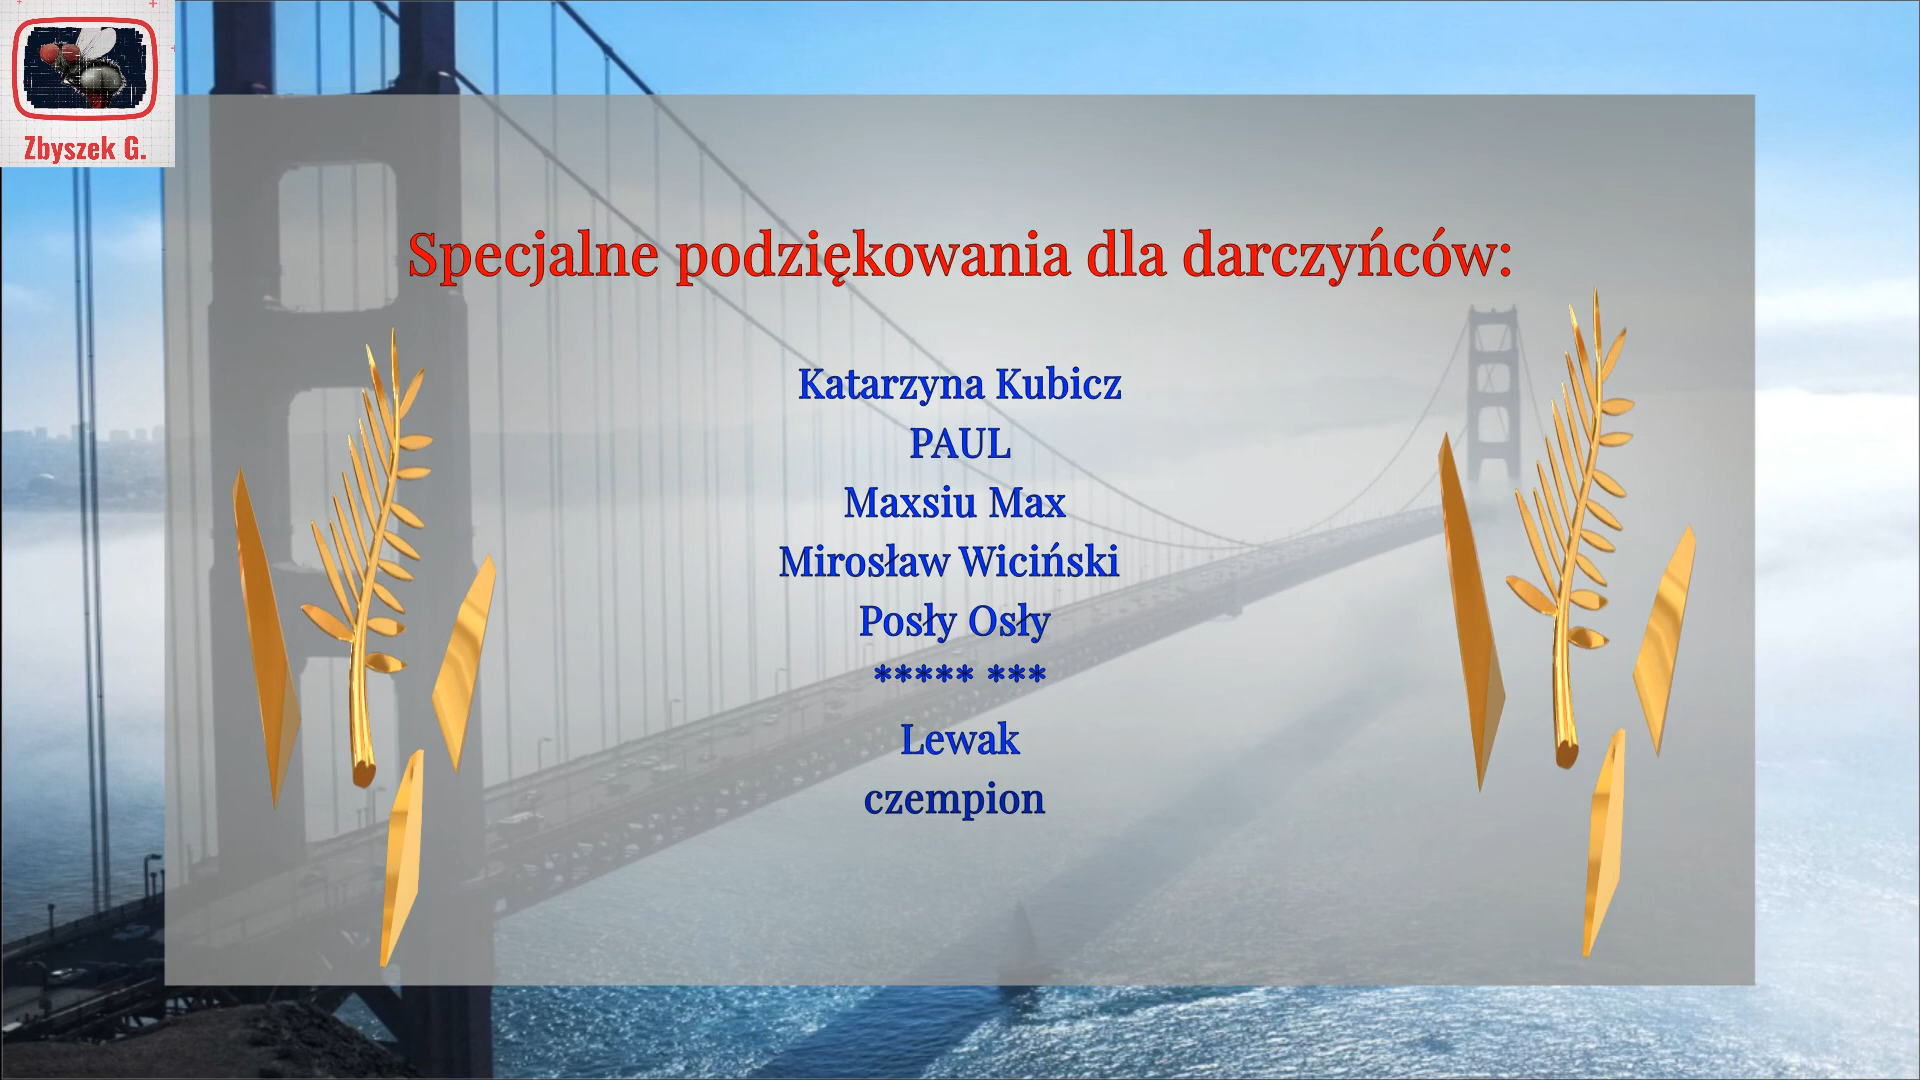 Zbyszek G.
Specjalne podziękowania dla darczyńców:
Katarzyna Kubicz
PAUL
Maxsiu Max
Mirosław Wiciński
Posły Osły
***** ***
Lewak
czempion